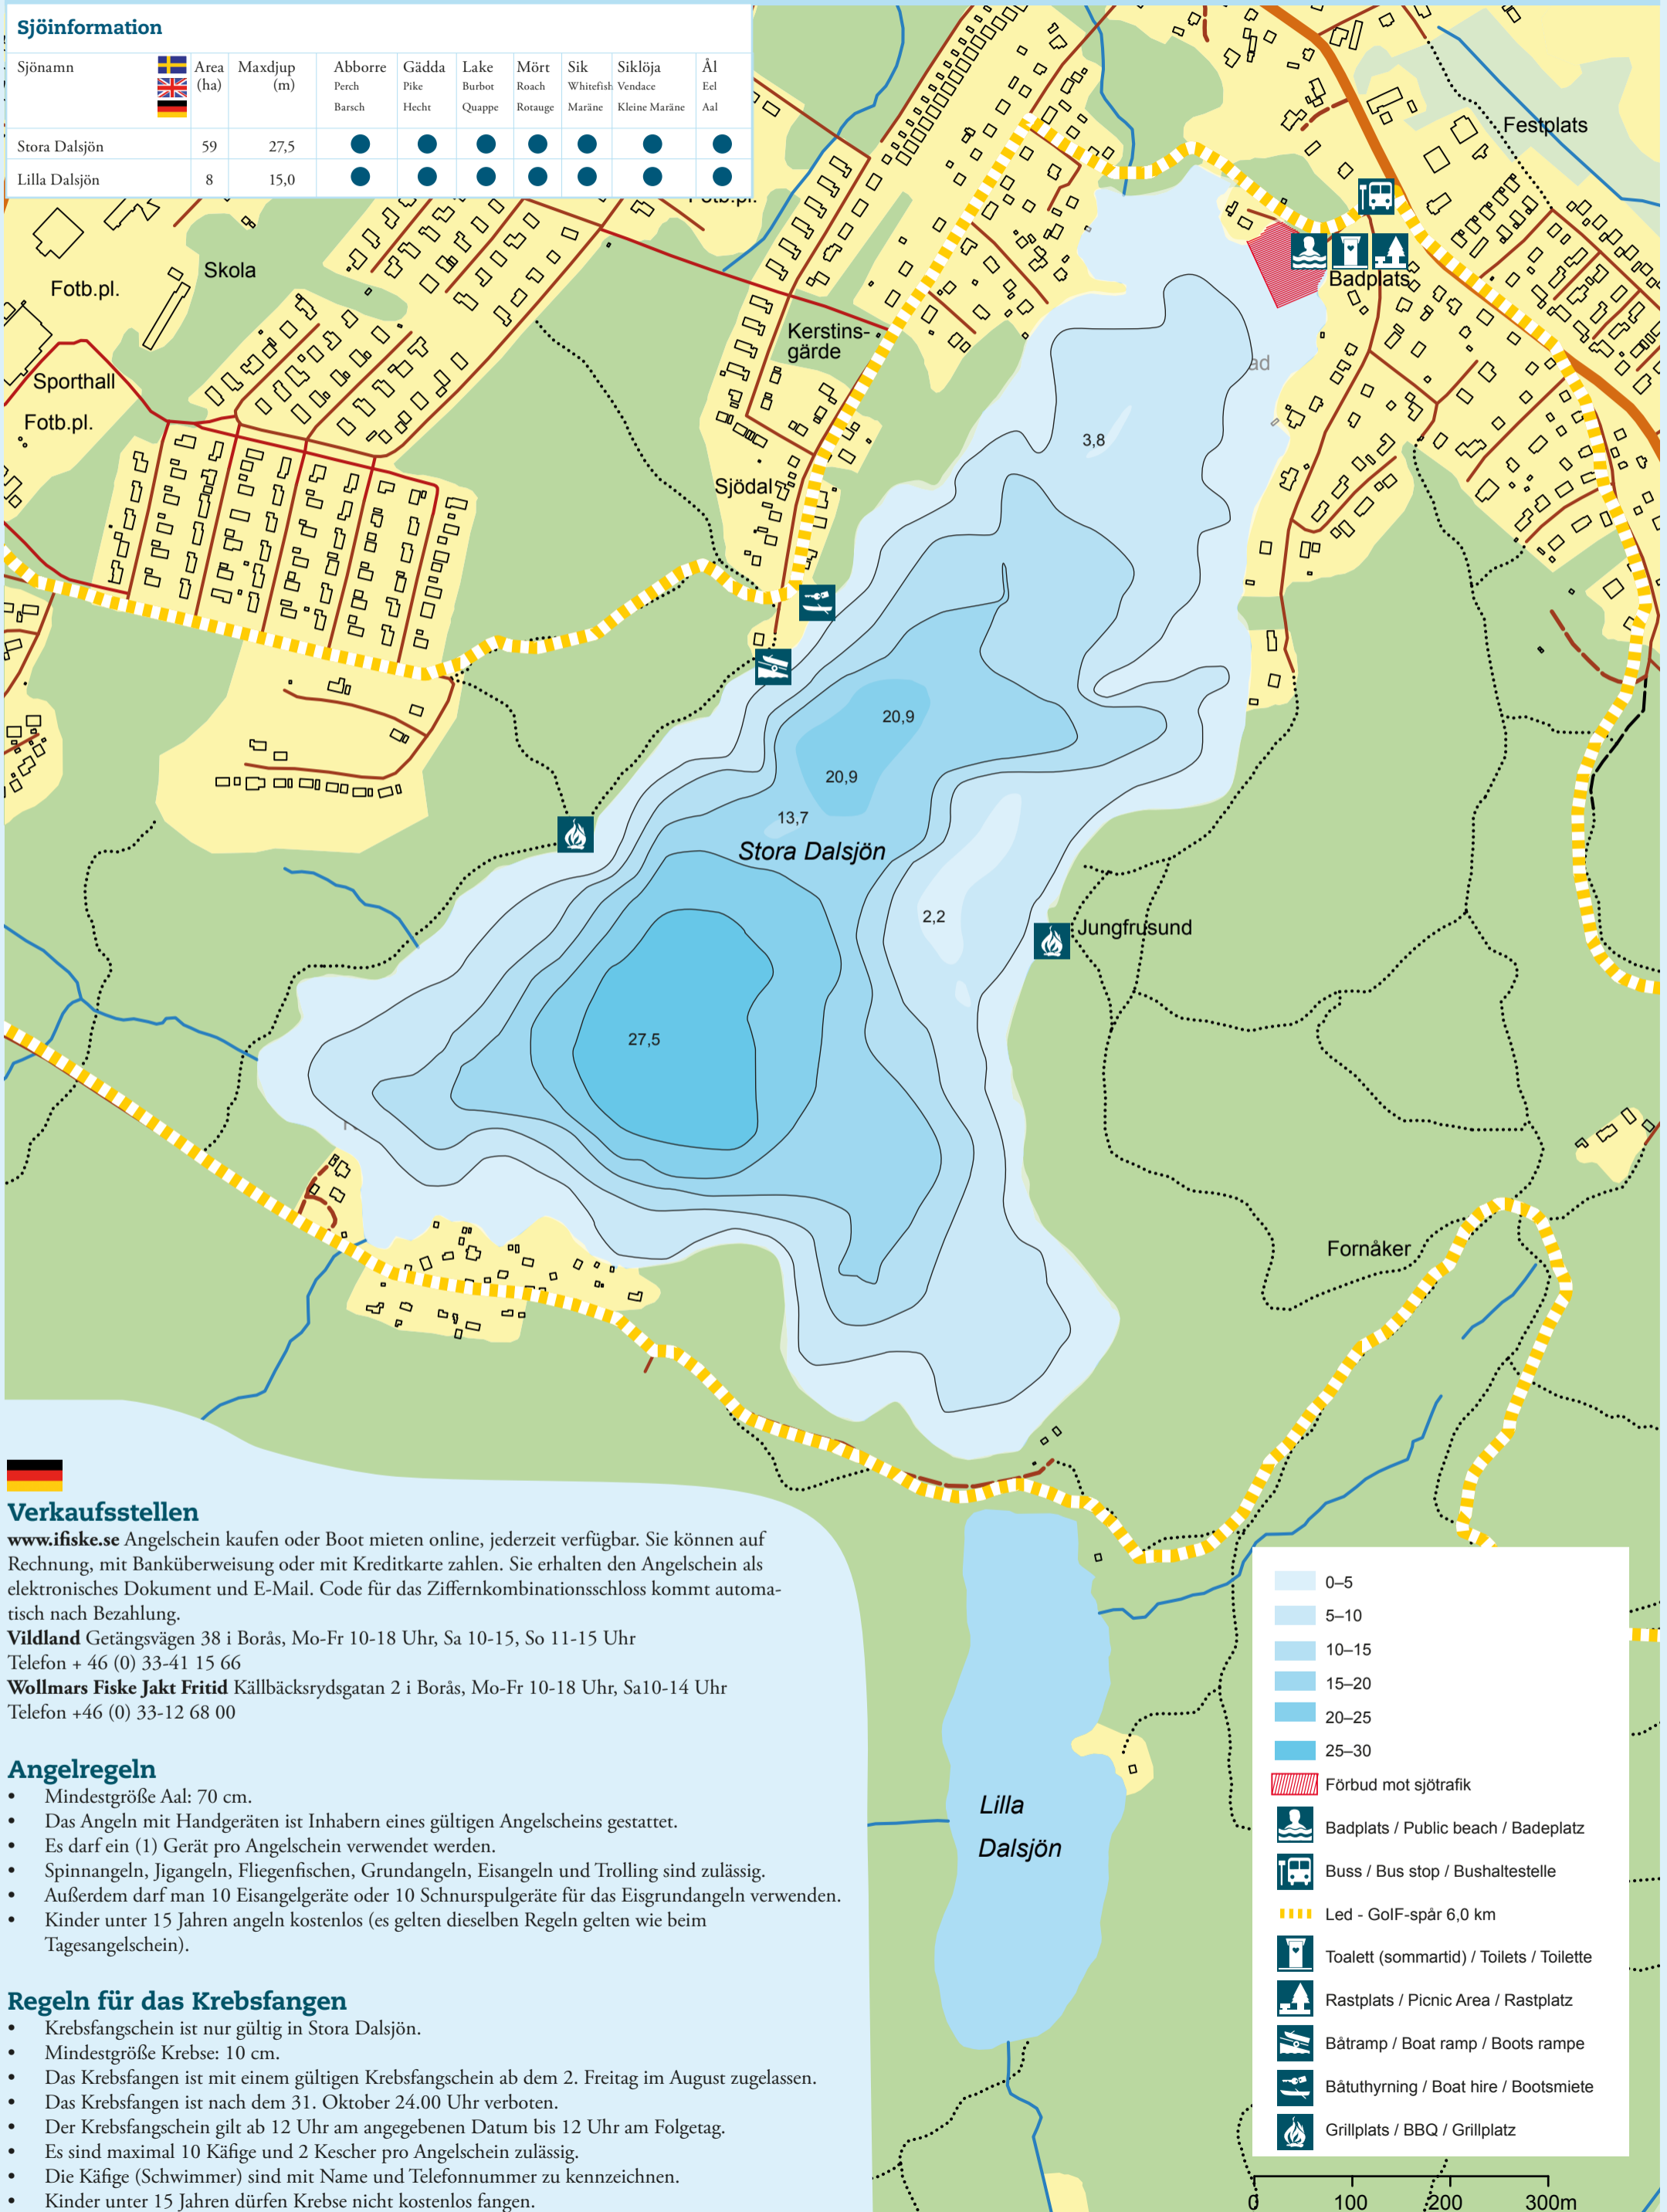 Sjöinformation
Sjönamn Area (ha) Maxdjup (m) Abborre Gädda Lake Mört Sik Siklöja Ål
Perch Pike Burbot Roach Whitefish Vendace Eel
Barsch Hecht Quappe Rotauge Maräne Kleine Maräne Aal
Stora Dalsjön 59 27,5
Lilla Dalsjön 8 15,0
Festplats
Fotb.pl.
Skola
Fotb.pl.
Badplats
Kerstins-
gärde
Sporthall
Fotb.pl.
3,8
Sjödal
20,9
20,9
13,7
Stora Dalsjön
2,2
Jungfrusund
27,5
Fornåker
Lilla
Dalsjön
Verkaufsstellen
www.ifiske.se Angelschein kaufen oder Boot mieten online, jederzeit verfügbar. Sie können auf
Rechnung, mit Banküberweisung oder mit Kreditkarte zahlen. Sie erhalten den Angelschein als
elektronisches Dokument und E-Mail. Code für das Ziffernkombinationsschloss kommt automa-
tisch nach Bezahlung.
Vildland Getängsvägen 38 i Borås, Mo-Fr 10-18 Uhr, Sa 10-15, So 11-15 Uhr
Telefon + 46 (0) 33-41 15 66
Wollmars Fiske Jakt Fritid Källbäcksrydsgatan 2 i Borås, Mo-Fr 10-18 Uhr, Sa10-14 Uhr
Telefon +46 (0) 33-12 68 00
Angelregeln
• Mindestgröße Aal: 70 cm.
• Das Angeln mit Handgeräten ist Inhabern eines gültigen Angelscheins gestattet.
• Es darf ein (1) Gerät pro Angelschein verwendet werden.
• Spinnangeln, Jigangeln, Fliegenfischen, Grundangeln, Eisangeln und Trolling sind zulässig.
• Außerdem darf man 10 Eisangelgeräte oder 10 Schnurspulgeräte für das Eisgrundangeln verwenden.
• Kinder unter 15 Jahren angeln kostenlos (es gelten dieselben Regeln gelten wie beim
Tagesangelschein).
Regeln für das Krebsfangen
• Krebsfangschein ist nur gültig in Stora Dalsjön.
• Mindestgröße Krebse: 10 cm.
• Das Krebsfangen ist mit einem gültigen Krebsfangschein ab dem 2. Freitag im August zugelassen.
• Das Krebsfangen ist nach dem 31. Oktober 24.00 Uhr verboten.
• Der Krebsfangschein gilt ab 12 Uhr am angegebenen Datum bis 12 Uhr am Folgetag.
• Es sind maximal 10 Käfige und 2 Kescher pro Angelschein zulässig.
• Die Käfige (Schwimmer) sind mit Name und Telefonnummer zu kennzeichnen.
• Kinder unter 15 Jahren dürfen Krebse nicht kostenlos fangen.
0–5
5–10
10–15
15–20
20–25
25–30
Förbud mot sjötrafik
Badplats / Public beach / Badeplatz
Buss / Bus stop / Bushaltestelle
Led - GoIF-spår 6,0 km
Toalett (sommartid) / Toilets / Toilette
Rastplats / Picnic Area / Rastplatz
Båtramp / Boat ramp / Boots rampe
Båtuthyrning / Boat hire / Bootsmiete
Grillplats / BBQ / Grillplatz
0 100 200 300m